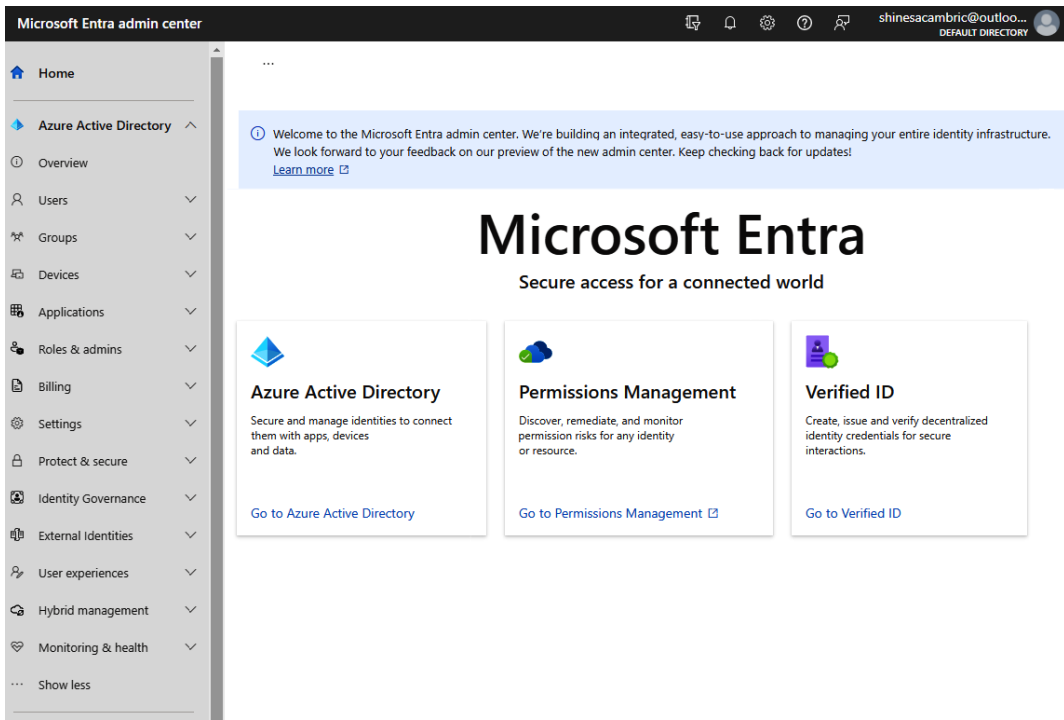 Microsoft Entra admin center
shinesacambric@outloo...
DEFAULT DIRECTORY
Home
Azure Active Directory
Overview
Users
Groups
Devices
Applications
Roles & admins
Billing
Settings
Protect & secure
Identity Governance
External Identities
User experiences
Hybrid management
Monitoring & health
... Show less
...
Welcome to the Microsoft Entra admin center. We're building an integrated, easy-to-use approach to managing your entire identity infrastructure.
We look forward to your feedback on our preview of the new admin center. Keep checking back for updates!
Learn more
Microsoft Entra
Secure access for a connected world
Azure Active Directory
Secure and manage identities to connect
them with apps, devices
and data.
Go to Azure Active Directory
Permissions Management
Discover, remediate, and monitor
permission risks for any identity
or resource.
Go to Permissions Management
Verified ID
Create, issue and verify decentralized
identity credentials for secure
interactions.
Go to Verified ID